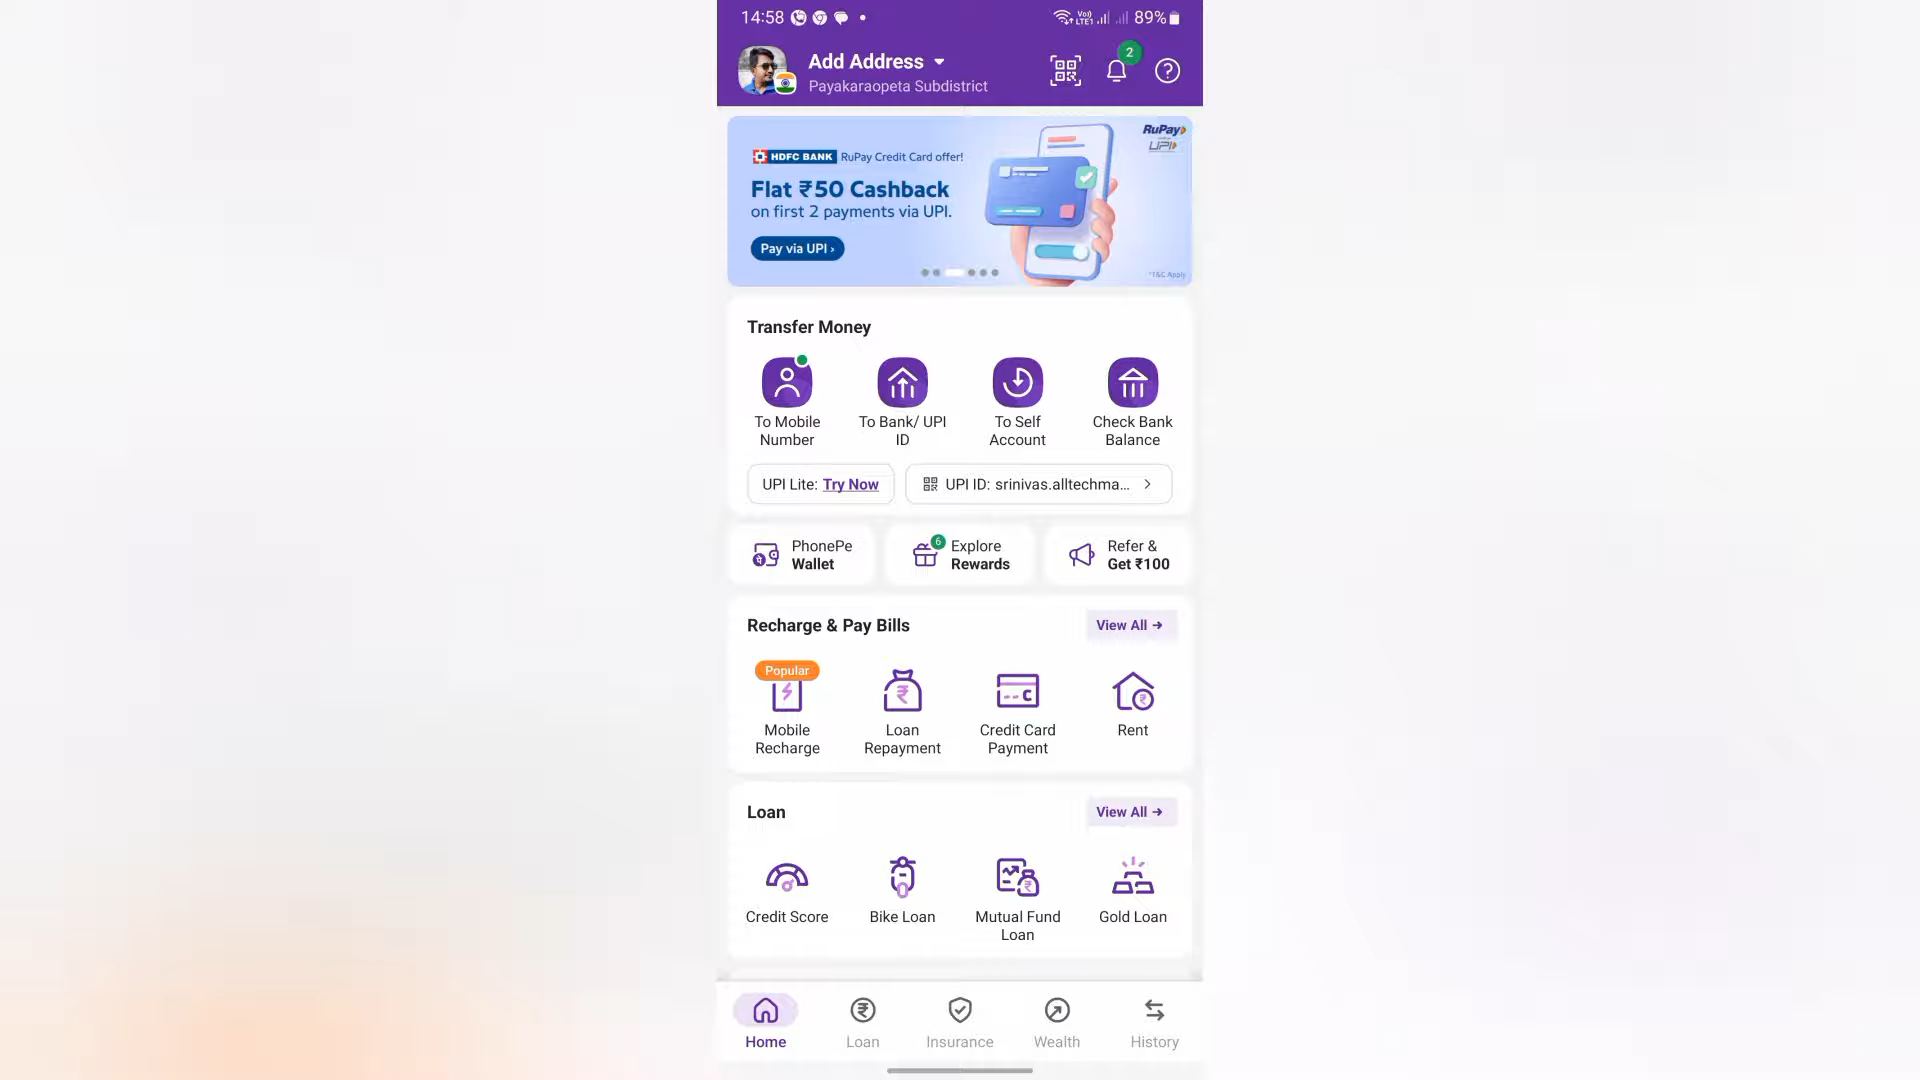 14:58 Vo) LTE1 89%
Add Address
Payakaraopeta Subdistrict
2
RuPay
UPI
HDFC BANK RuPay Credit Card offer!
Flat ₹50 Cashback
on first 2 payments via UPI.
Pay via UPI ›
*T&C Apply
Transfer Money
To Mobile
Number
To Bank/ UPI
ID
To Self
Account
Check Bank
Balance
UPI Lite: Try Now
UPI ID: srinivas.alltechma...
PhonePe
Wallet
6
Explore
Rewards
Refer &
Get ₹100
Recharge & Pay Bills
View All →
Popular
Mobile
Recharge
Loan
Repayment
Credit Card
Payment
Rent
Loan
View All →
Credit Score
Bike Loan
Mutual Fund
Loan
Gold Loan
Home
Loan
Insurance
Wealth
History